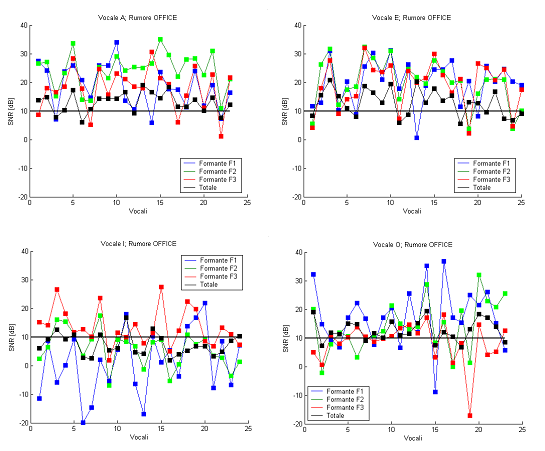 Vocale A; Rumore OFFICE
40
30
20
10
0
-10
-20
SNR [dB]
0 5 10 15 20 25
Vocali
Formante F1
Formante F2
Formante F3
Totale
Vocale E; Rumore OFFICE
40
30
20
10
0
-10
-20
SNR [dB]
0 5 10 15 20 25
Vocali
Formante F1
Formante F2
Formante F3
Totale
Vocale I; Rumore OFFICE
40
30
20
10
0
-10
-20
SNR [dB]
0 5 10 15 20 25
Vocali
Formante F1
Formante F2
Formante F3
Totale
Vocale O; Rumore OFFICE
40
30
20
10
0
-10
-20
SNR [dB]
0 5 10 15 20 25
Vocali
Formante F1
Formante F2
Formante F3
Totale